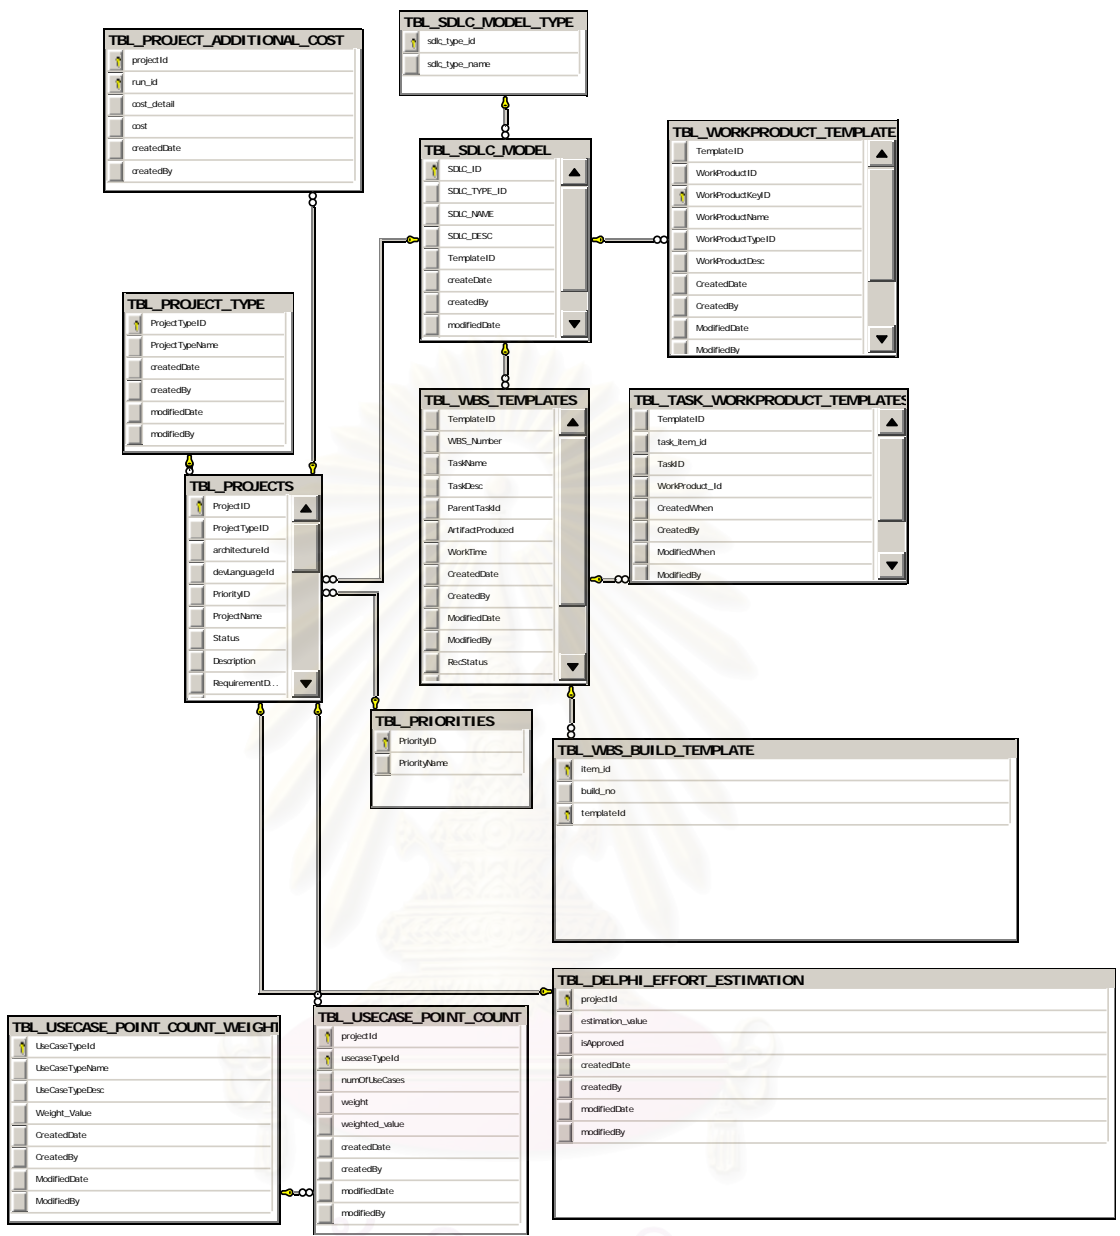 TBL_SDLC_MODEL_TYPE
sdlc_type_id
sdlc_type_name
TBL_PROJECT_ADDITIONAL_COST
projectId
run_id
cost_detail
cost
createdDate
createdBy
TBL_SDLC_MODEL
SDLC_ID
SDLC_TYPE_ID
SDLC_NAME
SDLC_DESC
TemplateID
createDate
createdBy
modifiedDate
TBL_WORKPRODUCT_TEMPLATE
TemplateID
WorkProductID
WorkProductKeyID
WorkProductName
WorkProductTypeID
WorkProductDesc
CreatedDate
CreatedBy
ModifiedDate
ModifiedBy
TBL_PROJECT_TYPE
ProjectTypeID
ProjectTypeName
createdDate
createdBy
modifiedDate
modifiedBy
TBL_WBS_TEMPLATES
TemplateID
WBS_Number
TaskName
TaskDesc
ParentTaskId
ArtifactProduced
WorkTime
CreatedDate
CreatedBy
ModifiedDate
ModifiedBy
RecStatus
TBL_TASK_WORKPRODUCT_TEMPLATES
TemplateID
task_item_id
TaskID
WorkProduct_Id
CreatedWhen
CreatedBy
ModifiedWhen
ModifiedBy
TBL_PROJECTS
ProjectID
ProjectTypeID
architectureId
devLanguageId
PriorityID
ProjectName
Status
Description
RequirementD...
TBL_PRIORITIES
PriorityID
PriorityName
TBL_WBS_BUILD_TEMPLATE
item_id
build_no
templateId
TBL_DELPHI_EFFORT_ESTIMATION
projectId
estimation_value
isApproved
createdDate
createdBy
modifiedDate
modifiedBy
TBL_USECASE_POINT_COUNT_WEIGHT
UseCaseTypeId
UseCaseTypeName
UseCaseTypeDesc
Weight_Value
CreatedDate
CreatedBy
ModifiedDate
ModifiedBy
TBL_USECASE_POINT_COUNT
projectId
usecaseTypeId
numOfUseCases
weight
weighted_value
createdDate
createdBy
modifiedDate
modifiedBy